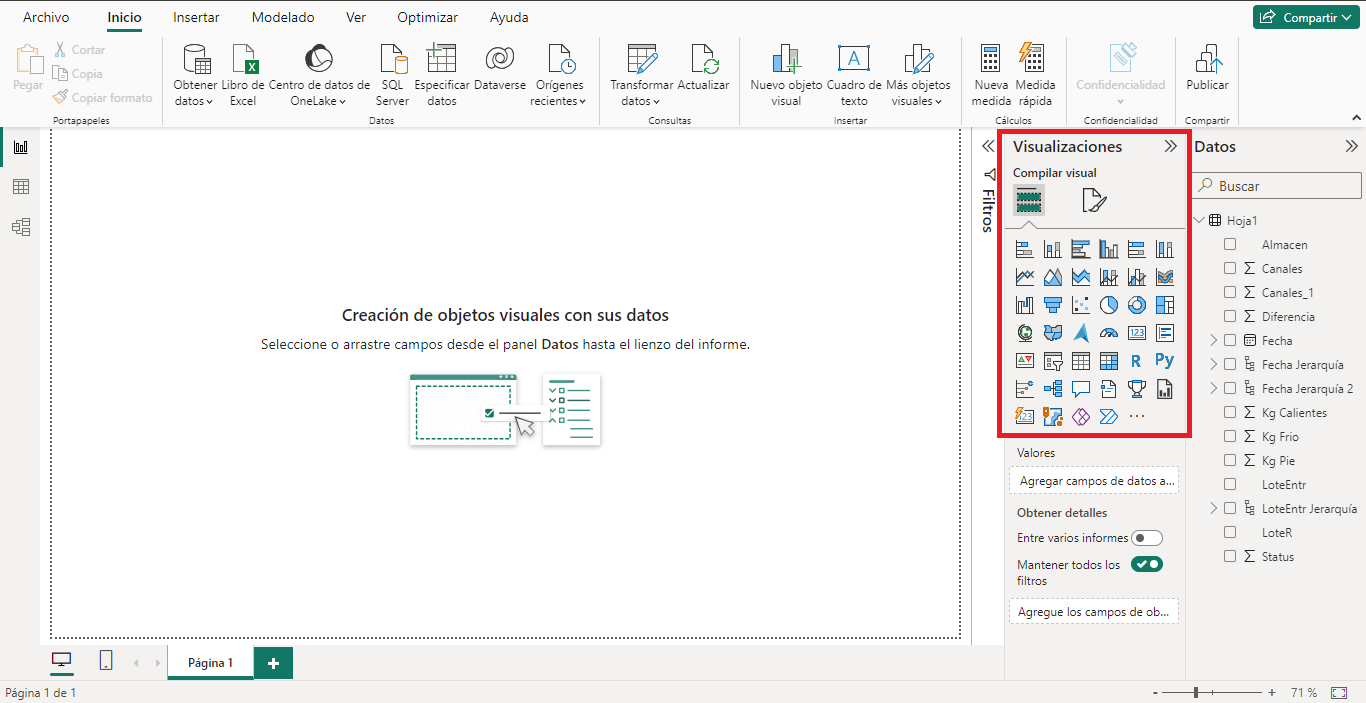 Archivo Inicio Insertar Modelado Ver Optimizar Ayuda Compartir
Pegar
Cortar
Copia
Copiar formato
Portapapeles
Obtener
datos
Libro de
Excel
Centro de datos de
OneLake
SQL
Server
Especificar
datos
Dataverse
Orígenes
recientes
Datos
Transformar
datos
Actualizar
Consultas
Nuevo objeto
visual
Cuadro de
texto
Más objetos
visuales
Insertar
Nueva
medida
Medida
rápida
Cálculos
Confidencialidad
Confidencialidad
Publicar
Compartir
Creación de objetos visuales con sus datos
Seleccione o arrastre campos desde el panel Datos hasta el lienzo del informe.
Filtros
Visualizaciones
Compilar visual
123
R
Py
123
Valores
Agregar campos de datos a...
Obtener detalles
Entre varios informes
Mantener todos los
filtros
Agregue los campos de ob...
Datos
Buscar
Hoja1
Almacen
Canales
Canales_1
Diferencia
Fecha
Fecha Jerarquía
Fecha Jerarquía 2
Kg Calientes
Kg Frio
Kg Pie
LoteEntr
LoteEntr Jerarquía
LoteR
Status
Página 1
Página 1 de 1
- + 71 %